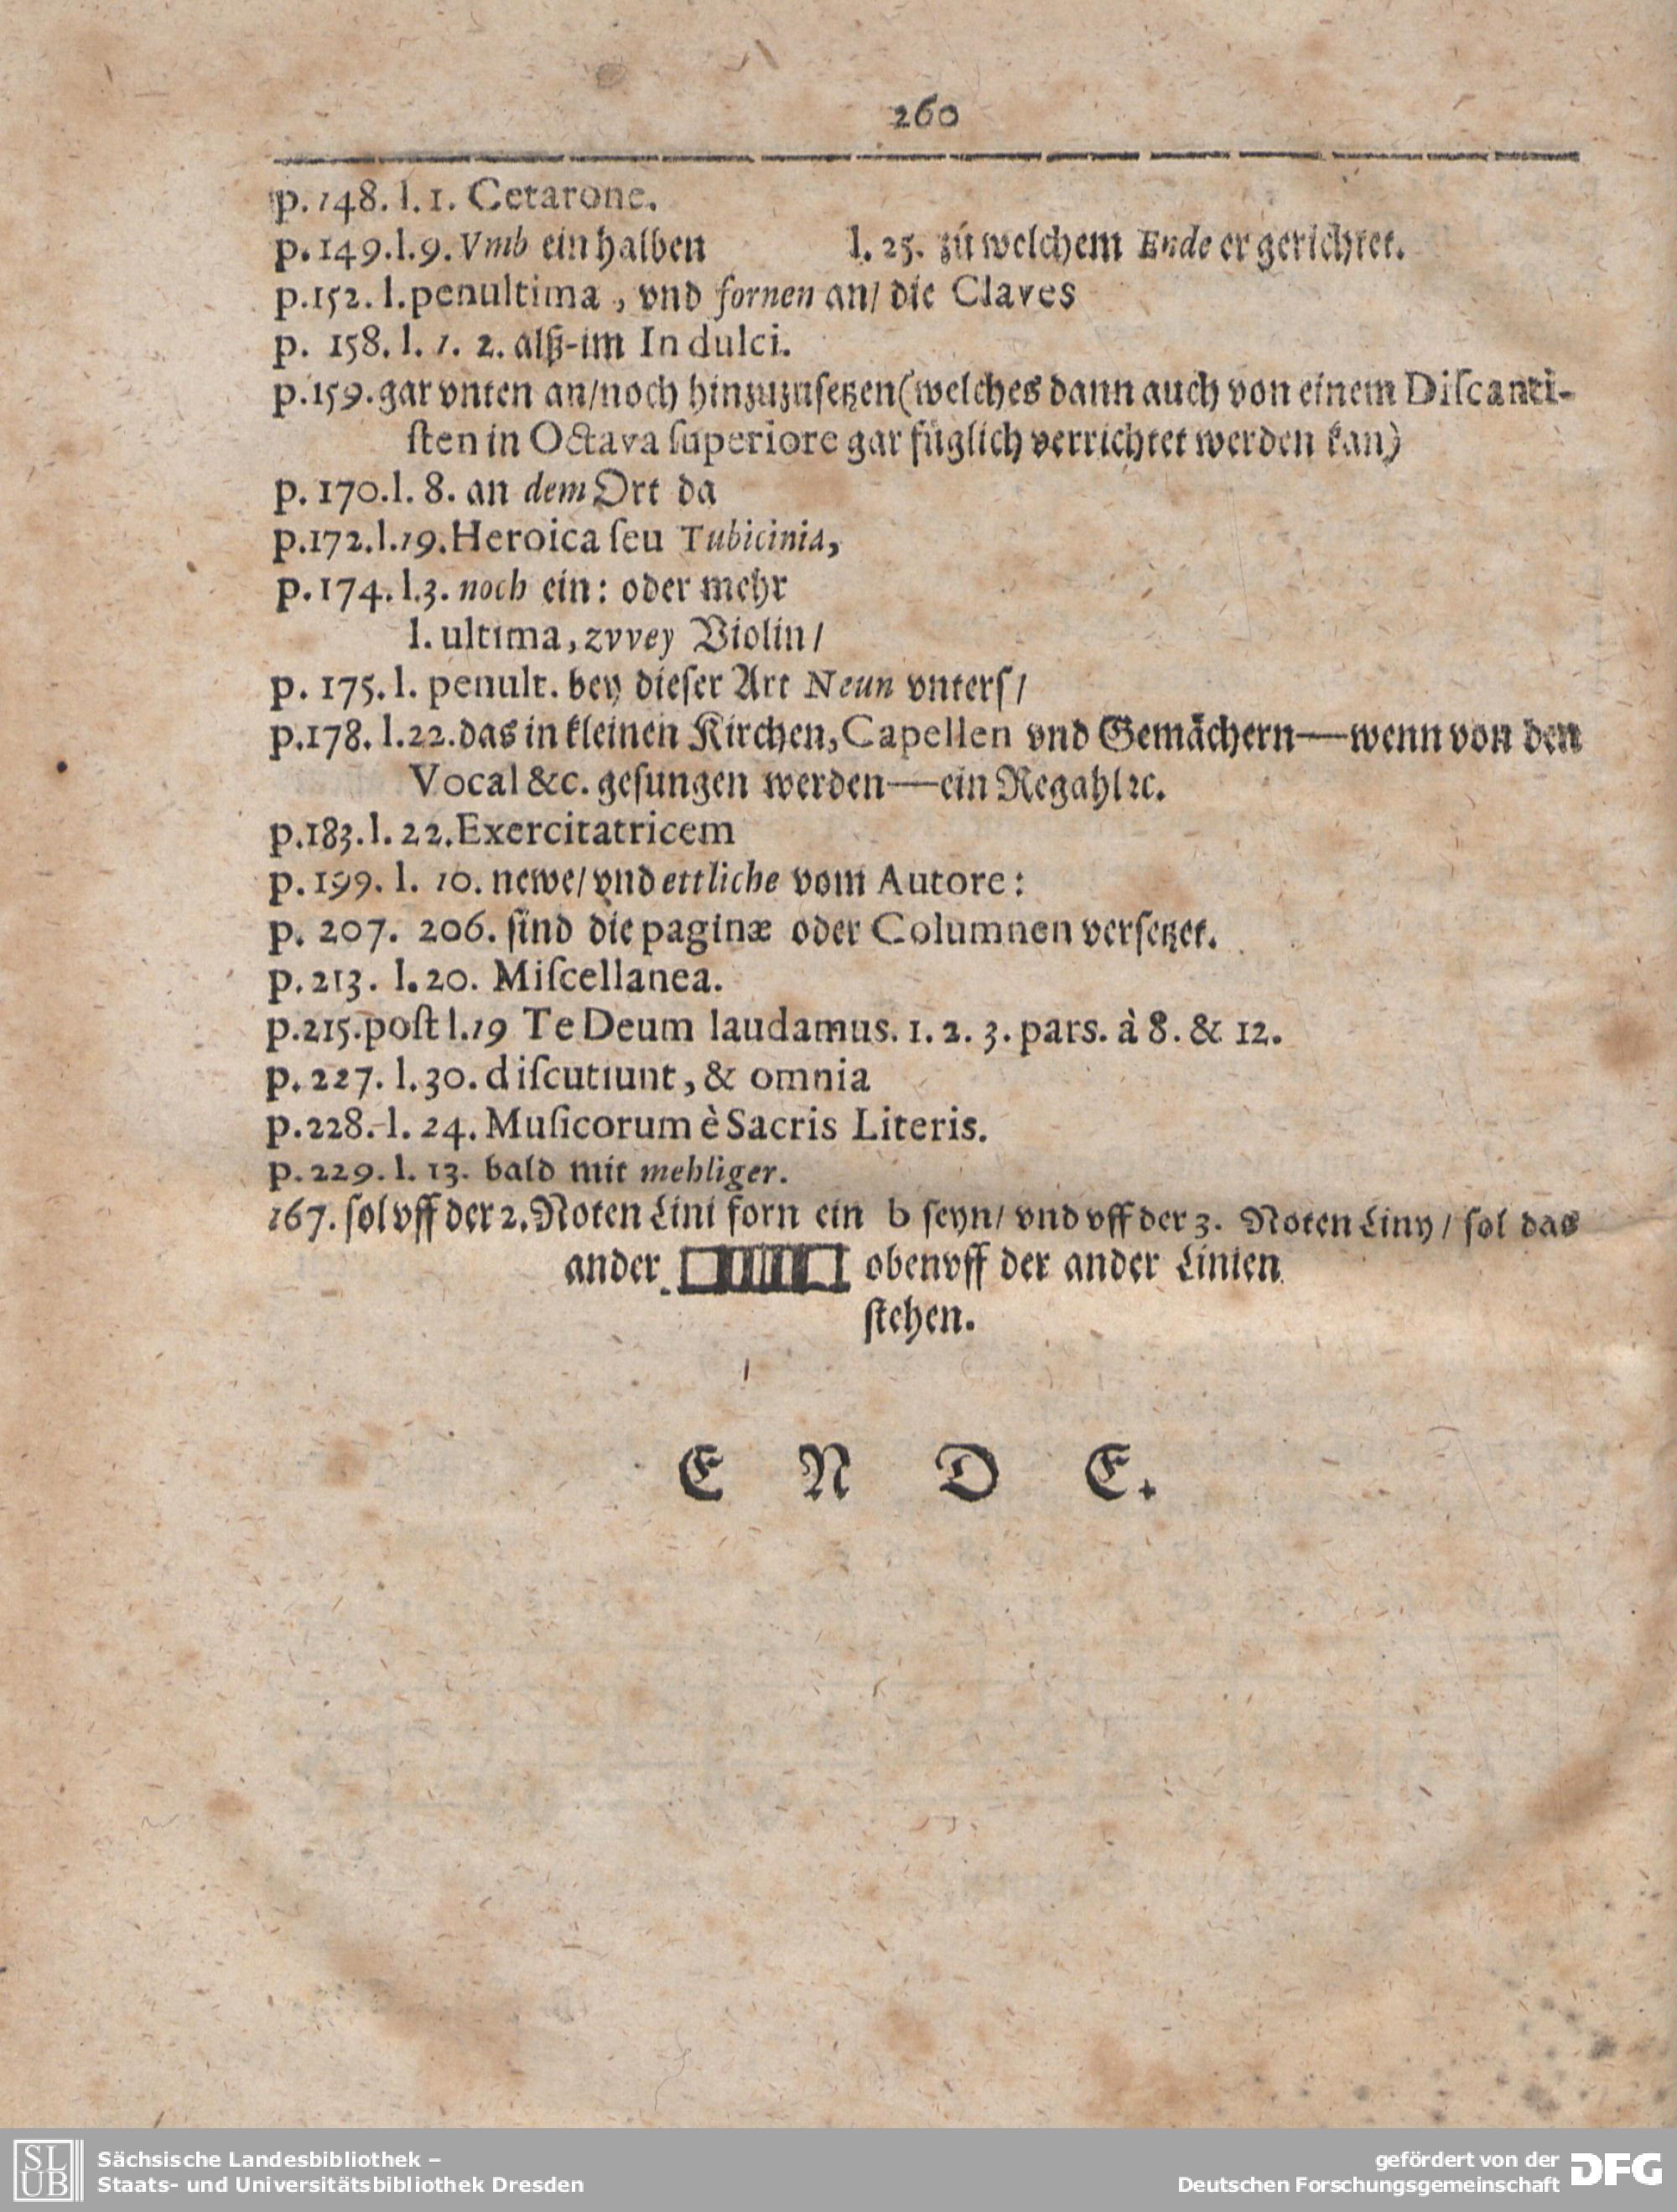 260
p. 148. l. 1. Cetarone.
p. 149. l. 9. Vmb ein halben l. 25. zu welchem Ende er gerichtet.
p. 152. l. penultima, vnd fornen an/ die Claves
p. 158. l. 1. 2. alß-im In dulci.
p. 159. gar vnten an/ noch hinzuzusetzen (welches dann auch von einem Diſcanti-
ſten in Octava ſuperiore gar füglich verrichtet werden kan)
p. 170. l. 8. an dem Ort da
p. 172. l. 19. Heroica ſeu Tubicinia,
p. 174. l. 3. noch ein: oder mehr
l. ultima, zvvey Violin/
p. 175. l. penult. bey dieſer Art Neun vnterſ/
p. 178. l. 22. das in kleinen Kirchen, Capellen vnd Gemächern—wenn von den
Vocal &c. geſungen werden—ein Regahl ꝛc.
p. 183. l. 22. Exercitatricem
p. 199. l. 10. newe/ vnd ettliche vom Autore:
p. 207. 206. ſind die paginæ oder Columnen verſetzet.
p. 213. l. 20. Miſcellanea.
p. 215. poſt l. 19 Te Deum laudamus. 1. 2. 3. pars. à 8. & 12.
p. 227. l. 30. diſcutiunt, & omnia
p. 228. l. 24. Muſicorum è Sacris Literis.
p. 229. l. 13. bald mit mehliger.
167. ſol vff der 2. Noten Lini forn ein b ſeyn/ vnd vff der 3. Noten Liny/ ſol das
ander obenvff der ander Linien
ſtehen.
E N D E.
SLUB Sächsische Landesbibliothek –
Staats- und Universitätsbibliothek Dresden
gefördert von der
Deutschen Forschungsgemeinschaft DFG